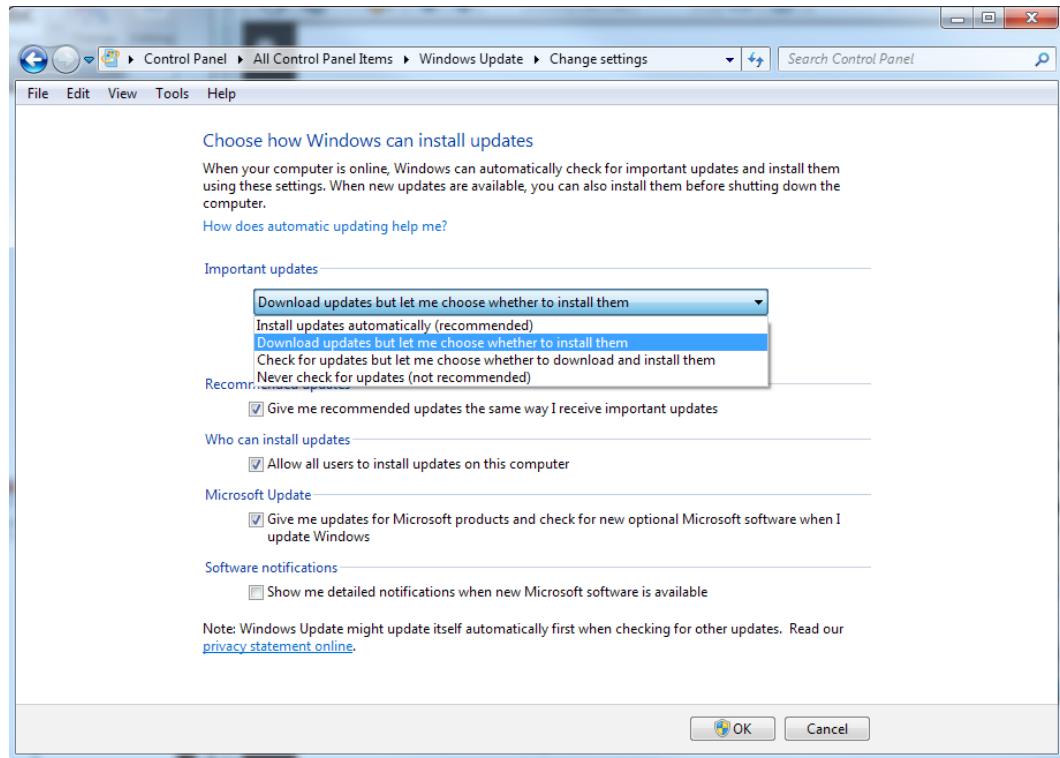 Control Panel ▸ All Control Panel Items ▸ Windows Update ▸ Change settings
Search Control Panel
File Edit View Tools Help
Choose how Windows can install updates
When your computer is online, Windows can automatically check for important updates and install them
using these settings. When new updates are available, you can also install them before shutting down the
computer.
How does automatic updating help me?
Important updates
Download updates but let me choose whether to install them
Install updates automatically (recommended)
Download updates but let me choose whether to install them
Check for updates but let me choose whether to download and install them
Never check for updates (not recommended)
Recommended updates
Give me recommended updates the same way I receive important updates
Who can install updates
Allow all users to install updates on this computer
Microsoft Update
Give me updates for Microsoft products and check for new optional Microsoft software when I
update Windows
Software notifications
Show me detailed notifications when new Microsoft software is available
Note: Windows Update might update itself automatically first when checking for other updates. Read our
privacy statement online.
OK
Cancel